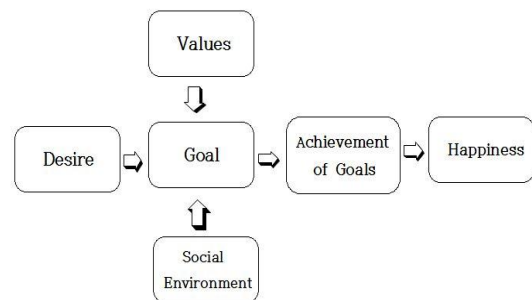 Values
Desire
Goal
Achievement
of Goals
Happiness
Social
Environment